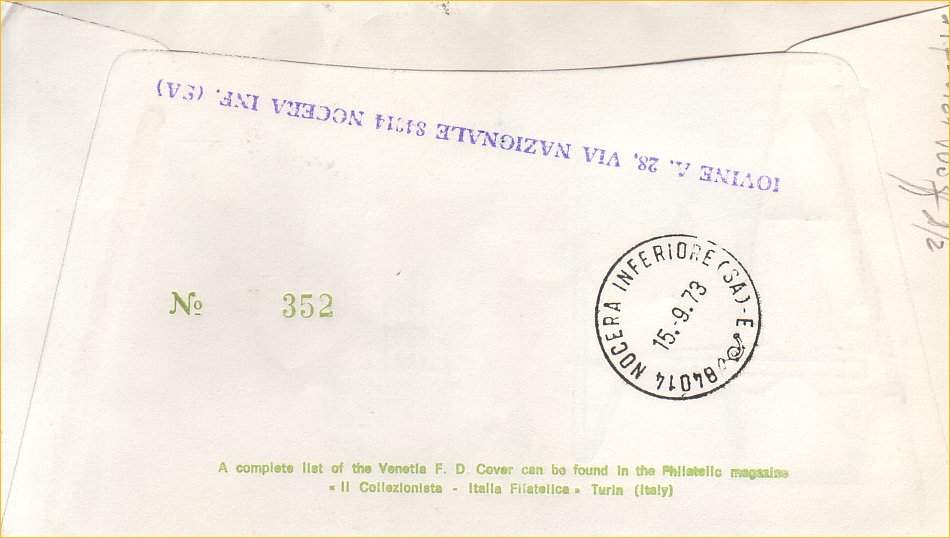 IOVINE A. 28, VIA NAZIONALE 84014 NOCERA INF. (SA)
84014 NOCERA INFERIORE (SA)-E.
15.-9.73
Nº 352
A complete list of the Venetia F. D. Cover can be found in the Philatelic magazine
« Il Collezionista - Italia Filatelica » Turin (Italy)